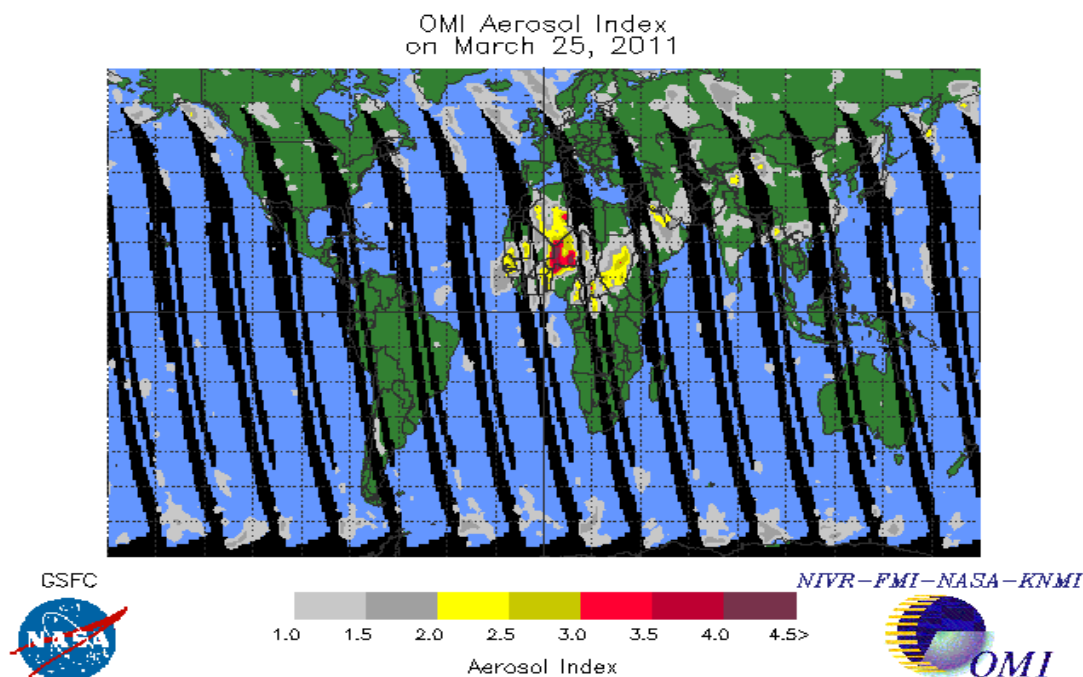 OMI Aerosol Index
on March 25, 2011
GSFC
NIVR-FMI-NASA-KNMI
NASA
1.0 1.5 2.0 2.5 3.0 3.5 4.0 4.5>
Aerosol Index
OMI